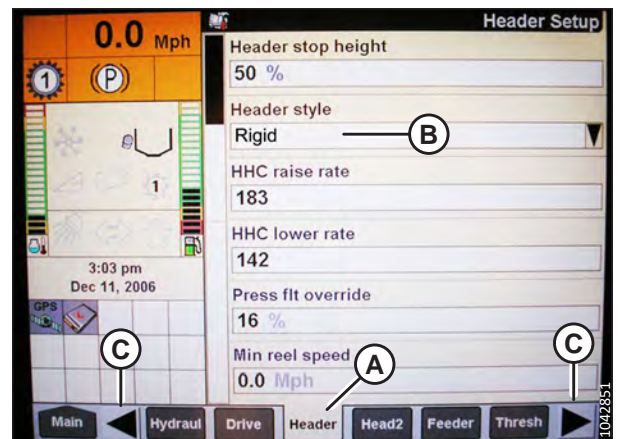 Header Setup
0.0 Mph
1 (P)
1
3:03 pm
Dec 11, 2006
GPS
Header stop height
50 %
Header style
Rigid
B
HHC raise rate
183
HHC lower rate
142
Press flt override
16 %
Min reel speed
0.0 Mph
A
C
C
Main Hydraul Drive Header Head2 Feeder Thresh
1042851